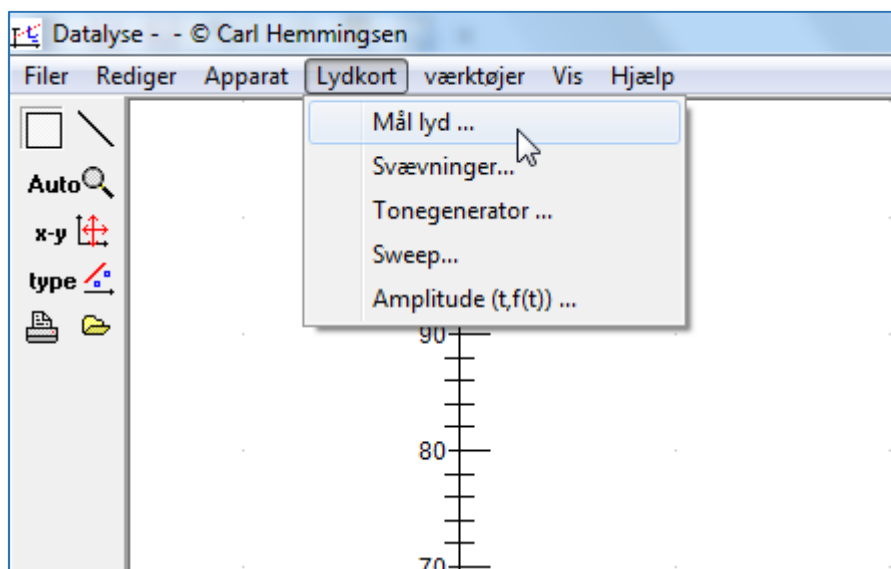 Datalyse - - © Carl Hemmingsen
Filer Rediger Apparat Lydkort værktøjer Vis Hjælp
Mål lyd ...
Svævninger...
Tonegenerator ...
Sweep...
Amplitude (t,f(t)) ...
Auto
x-y
type
90
80
70